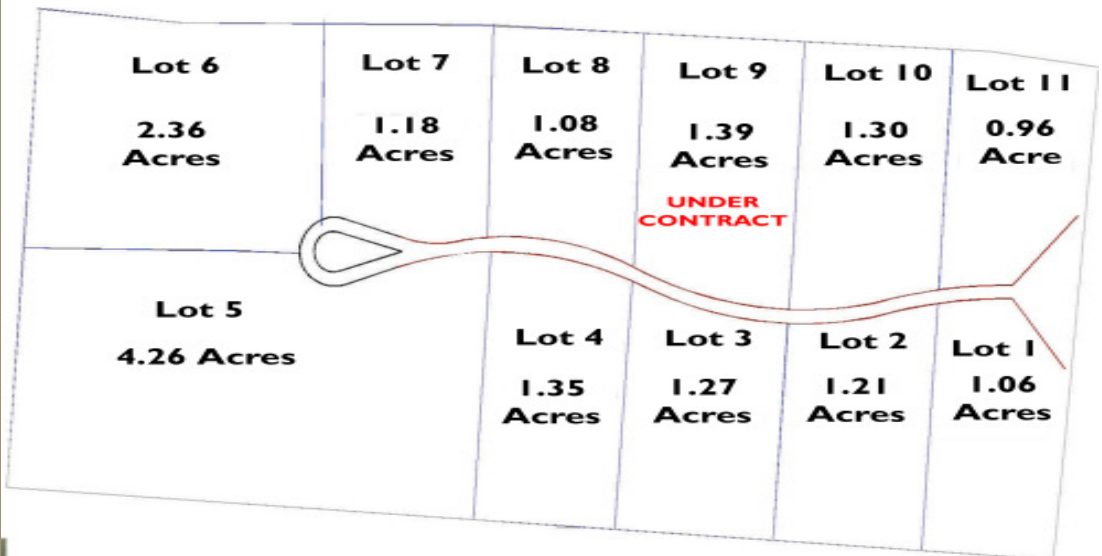 Lot 6
2.36
Acres
Lot 7
1.18
Acres
Lot 8
1.08
Acres
Lot 9
1.39
Acres
UNDER
CONTRACT
Lot 10
1.30
Acres
Lot 11
0.96
Acre
Lot 5
4.26 Acres
Lot 4
1.35
Acres
Lot 3
1.27
Acres
Lot 2
1.21
Acres
Lot 1
1.06
Acres